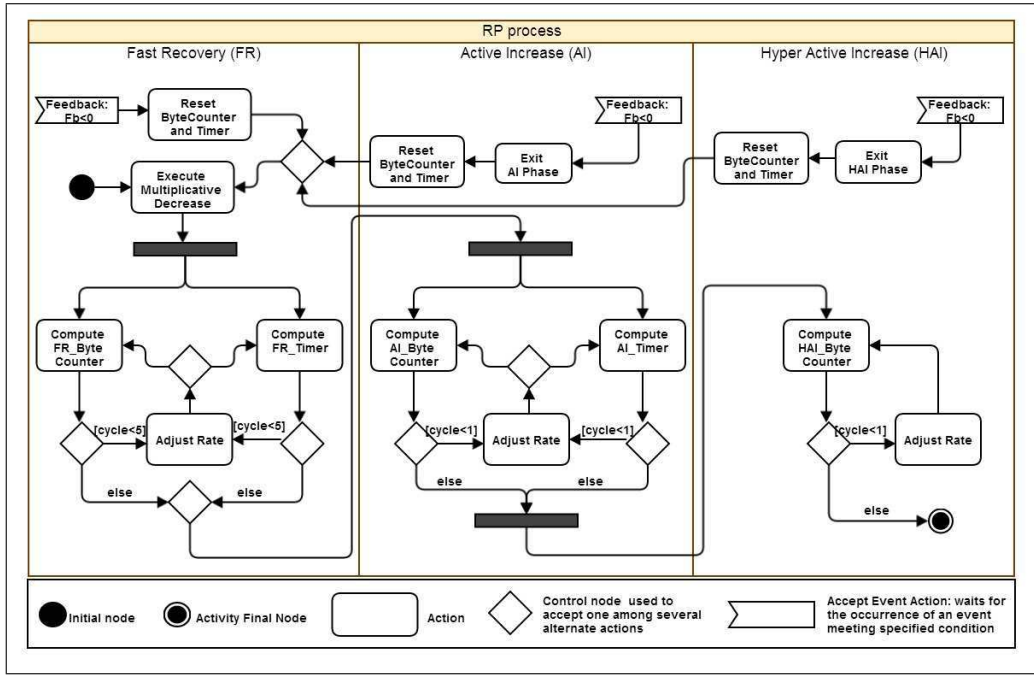 RP process
Fast Recovery (FR)
Active Increase (AI)
Hyper Active Increase (HAI)
Feedback:
Fb<0
Reset
ByteCounter
and Timer
Execute
Multiplicative
Decrease
Compute
FR_Byte
Counter
Compute
FR_Timer
[cycle<5]
Adjust Rate
[cycle<5]
else
else
Feedback:
Fb<0
Exit
AI Phase
Reset
ByteCounter
and Timer
Compute
AI_Byte
Counter
Compute
AI_Timer
[cycle<1]
Adjust Rate
[cycle<1]
else
else
Feedback:
Fb<0
Exit
HAI Phase
Reset
ByteCounter
and Timer
Compute
HAI_Byte
Counter
[cycle<1]
Adjust Rate
else
Initial node
Activity Final Node
Action
Control node used to
accept one among several
alternate actions
Accept Event Action: waits for
the occurrence of an event
meeting specified condition